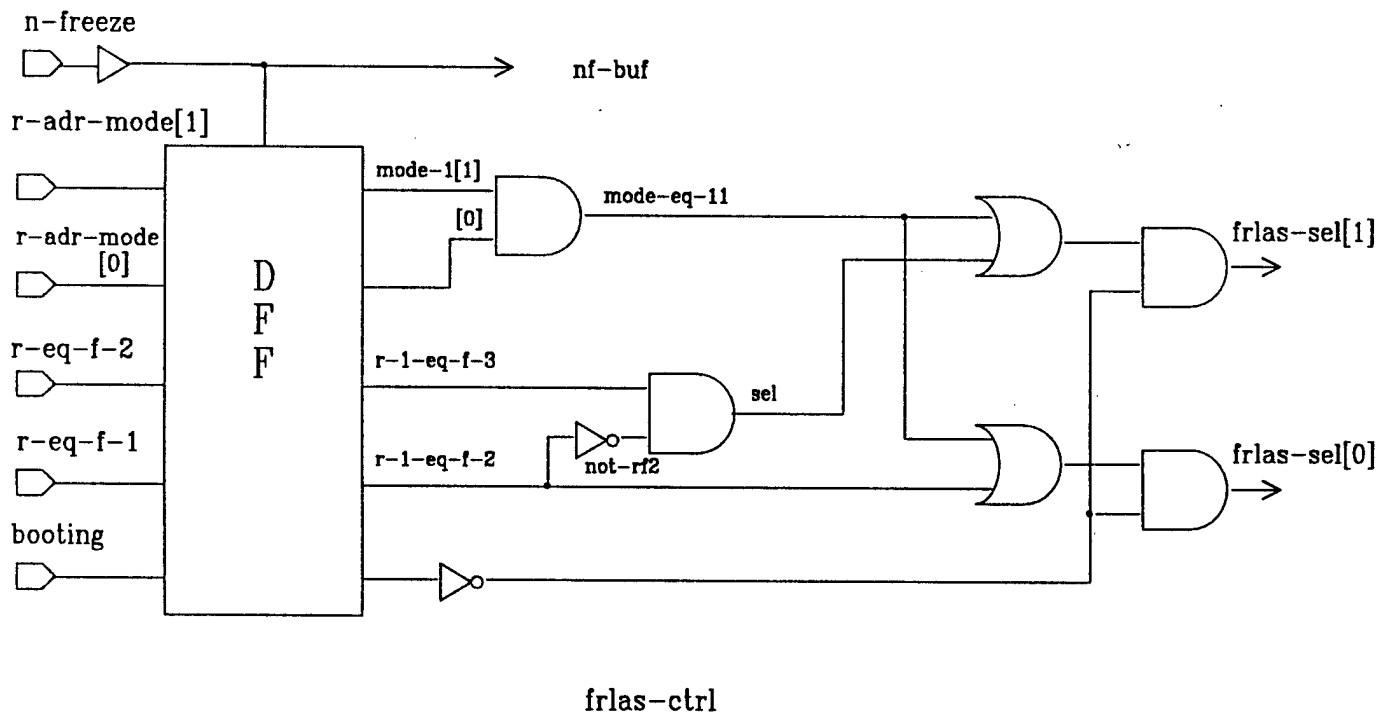 n-freeze
nf-buf
r-adr-mode[1]
mode-1[1]
[0]
mode-eq-11
r-adr-mode
[0]
frlas-sel[1]
D
F
F
r-eq-f-2
r-1-eq-f-3
sel
r-eq-f-1
r-1-eq-f-2
not-rf2
frlas-sel[0]
booting
frlas-ctrl